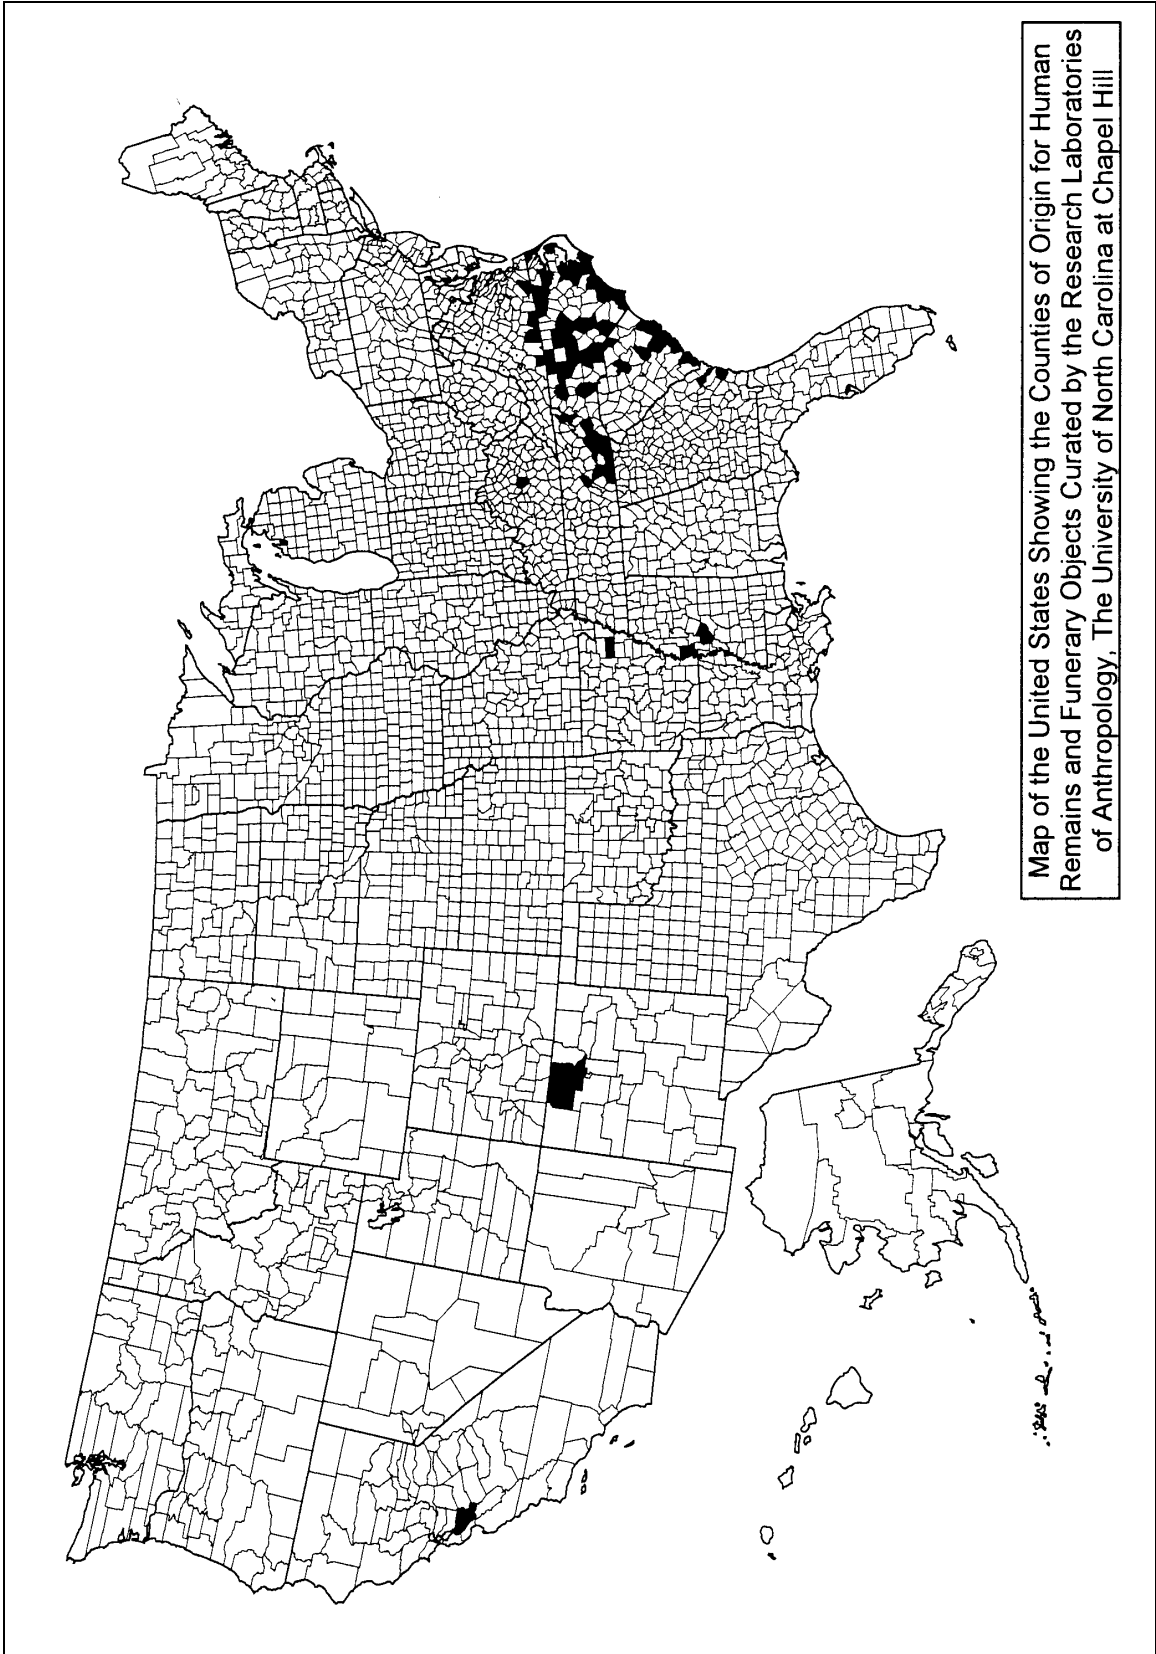 Map of the United States Showing the Counties of Origin for Human
Remains and Funerary Objects Curated by the Research Laboratories
of Anthropology, The University of North Carolina at Chapel Hill